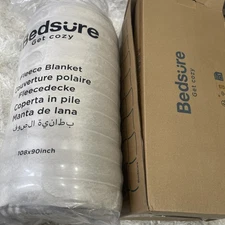 Bedsure
Get cozy
Fleece Blanket
Couverture polaire
Fleecedecke
Coperta in pile
Manta de lana
بطانية الصوف
108x90inch
Bedsure
Get cozy